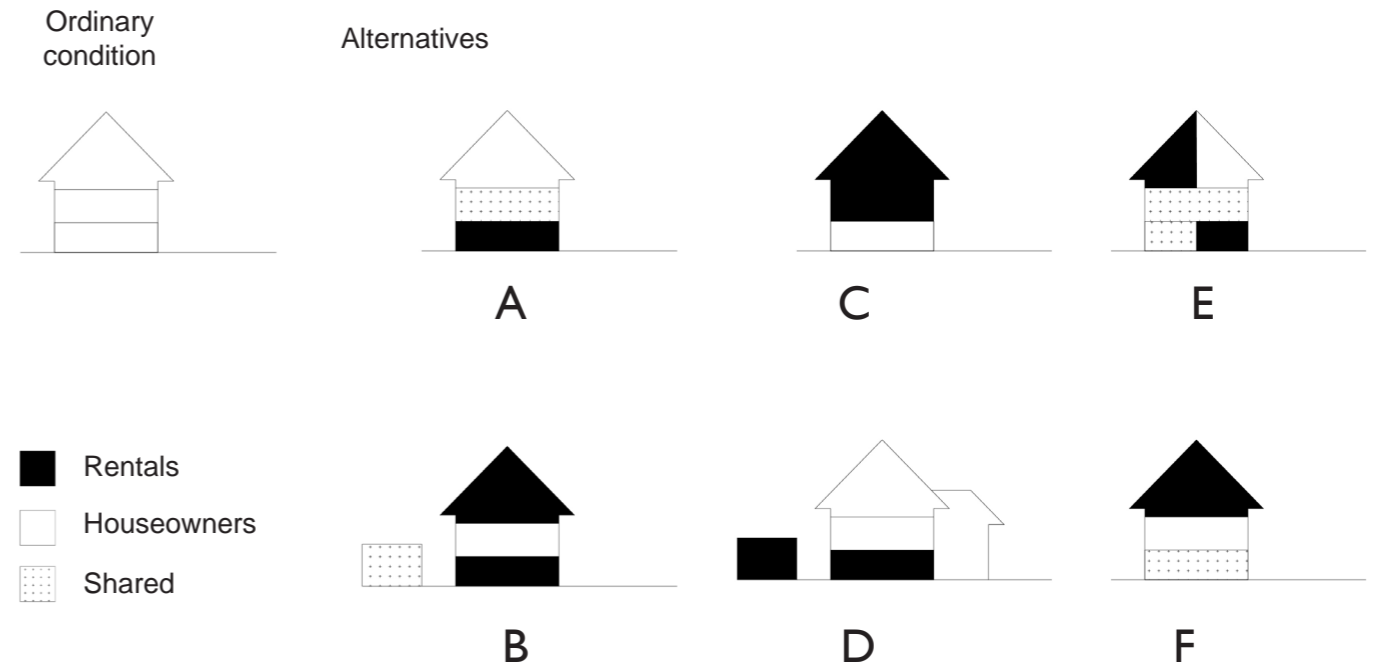 Ordinary
condition
Alternatives
A
C
E
Rentals
Houseowners
Shared
B
D
F